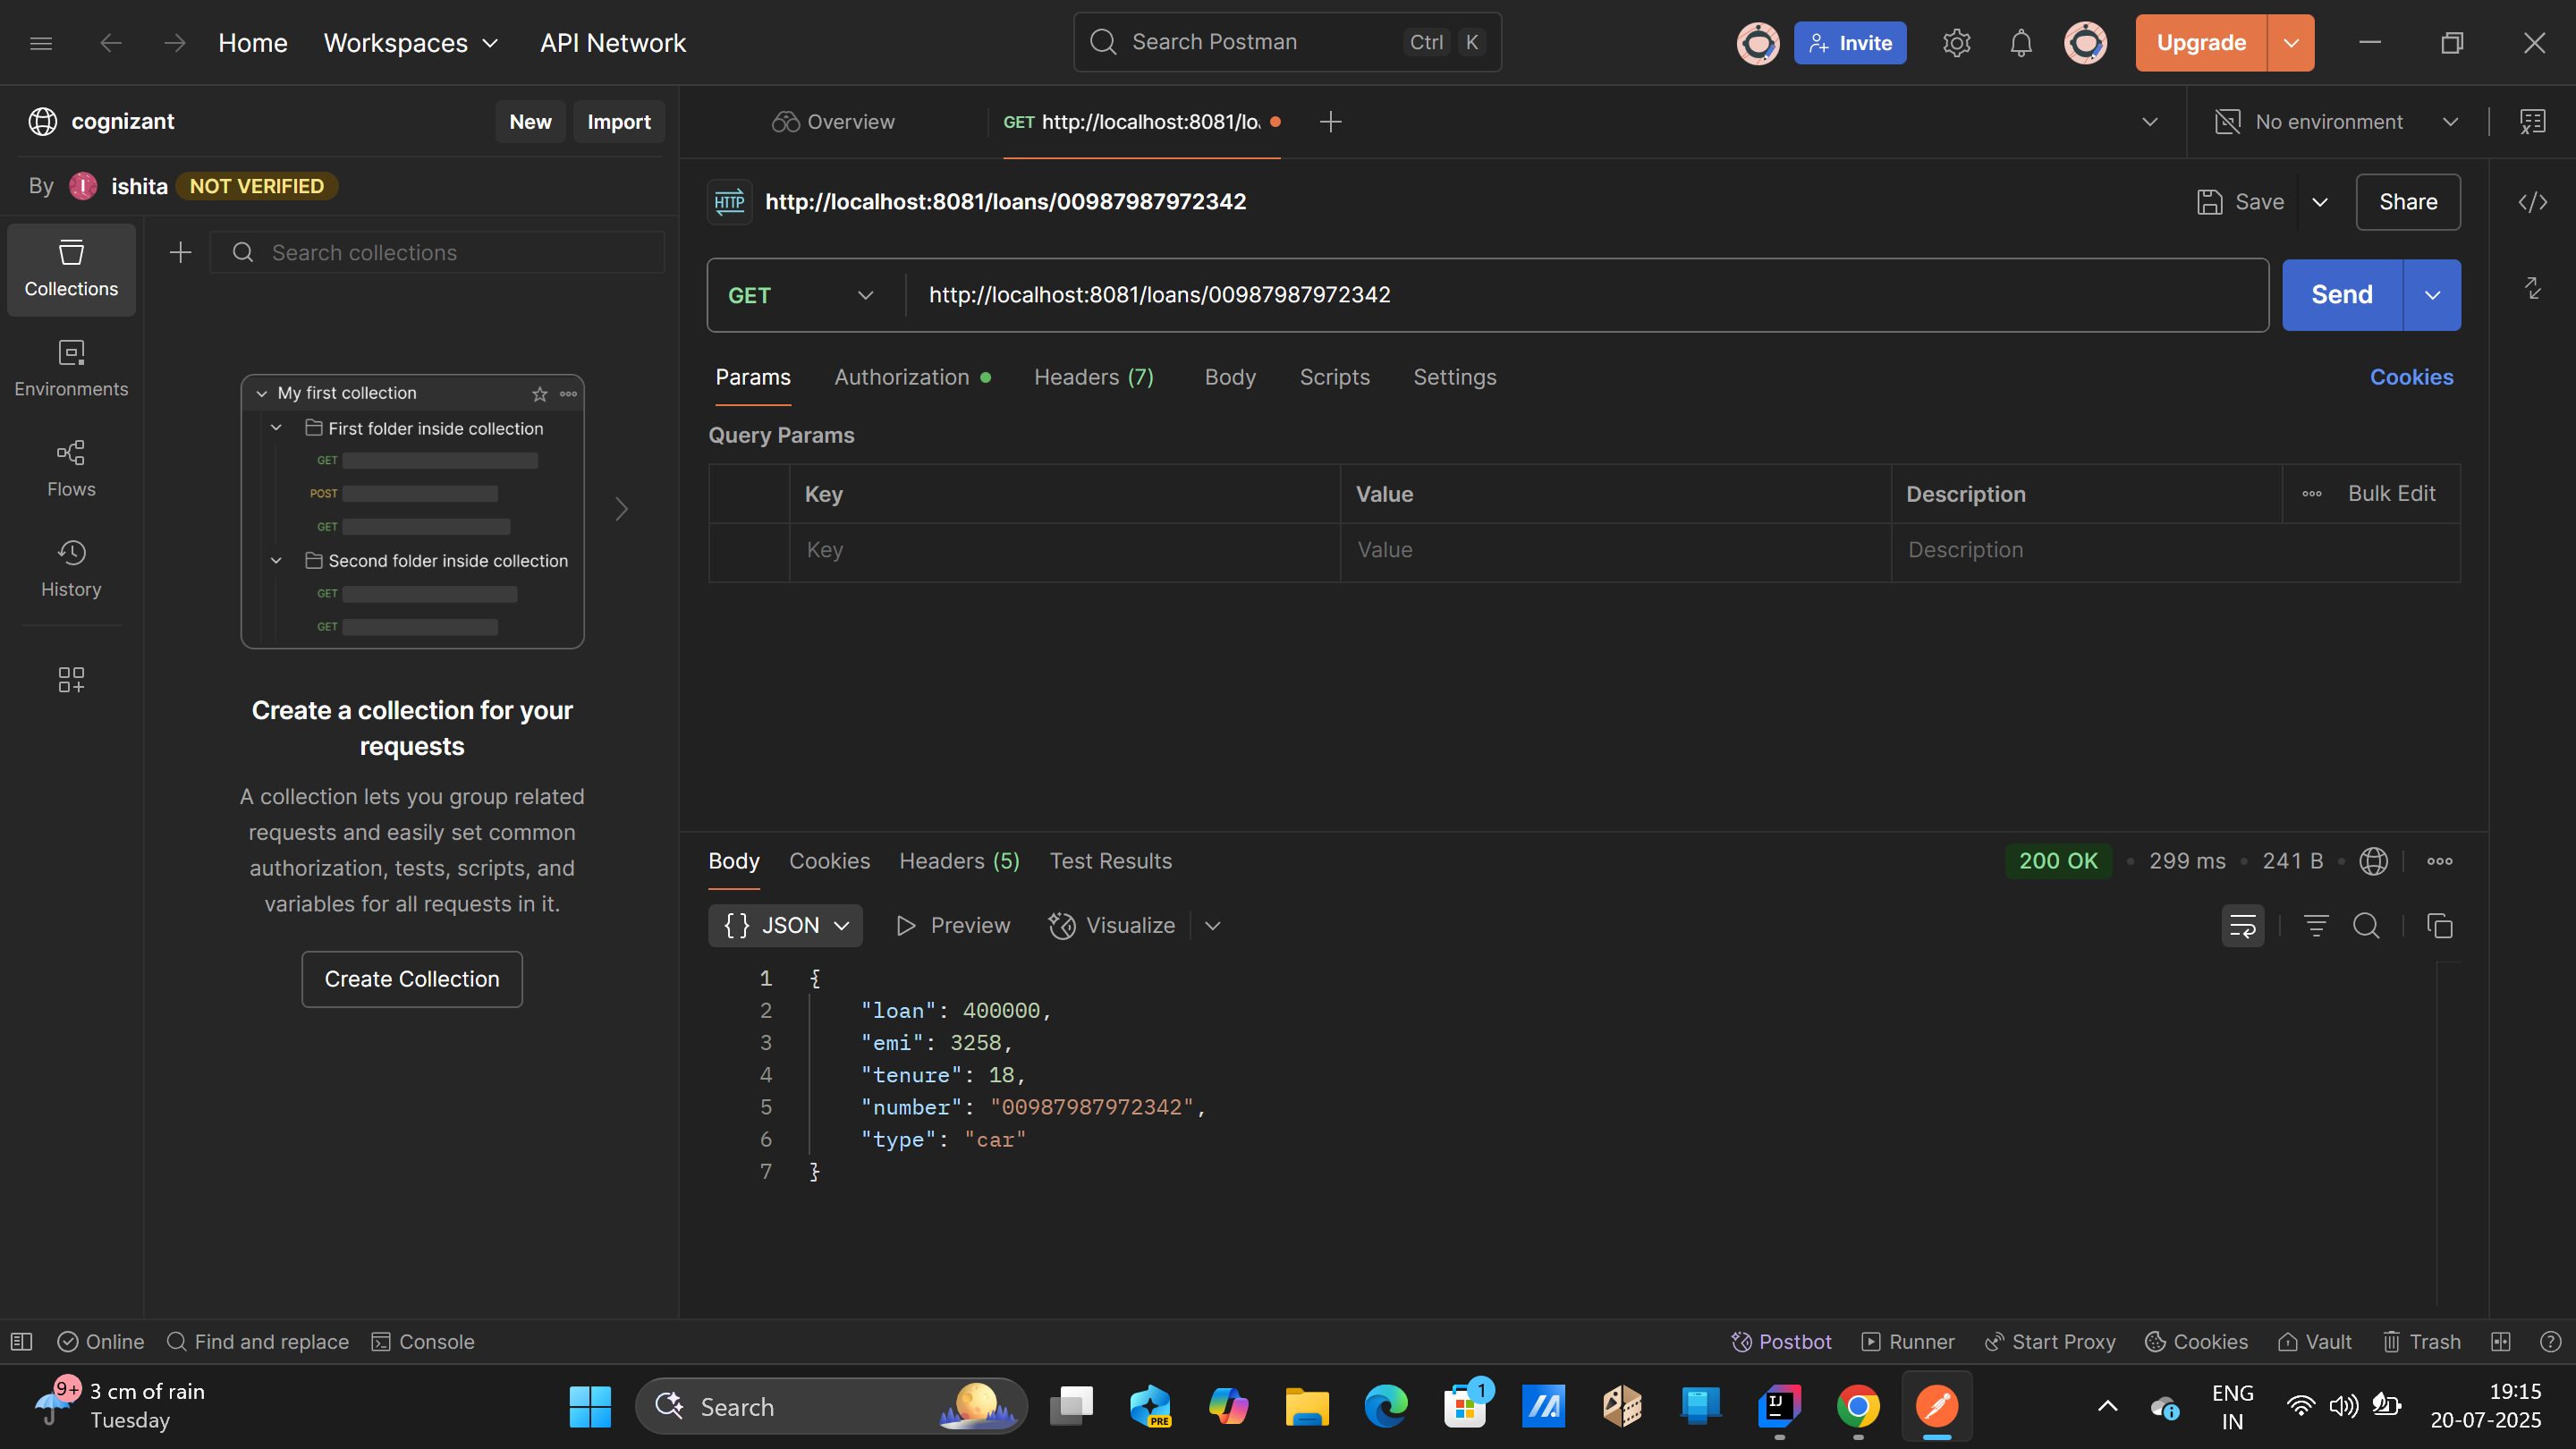 Home
Workspaces
API Network
Search Postman
Ctrl
K
Invite
Upgrade
cognizant
New
Import
Overview
GET http://localhost:8081/lo
No environment
By
I
ishita
NOT VERIFIED
HTTP
http://localhost:8081/loans/00987987972342
Save
Share
Collections
Environments
Flows
History
Search collections
My first collection
First folder inside collection
GET
POST
GET
Second folder inside collection
GET
GET
Create a collection for your
requests
A collection lets you group related
requests and easily set common
authorization, tests, scripts, and
variables for all requests in it.
Create Collection
GET
http://localhost:8081/loans/00987987972342
Send
Params
Authorization
Headers (7)
Body
Scripts
Settings
Cookies
Query Params
Key
Value
Description
Bulk Edit
Key
Value
Description
Body
Cookies
Headers (5)
Test Results
200 OK
299 ms
241 B
{} JSON
Preview
Visualize
1 {
2 "loan": 400000,
3 "emi": 3258,
4 "tenure": 18,
5 "number": "00987987972342",
6 "type": "car"
7 }
Online
Find and replace
Console
Postbot
Runner
Start Proxy
Cookies
Vault
Trash
9+
3 cm of rain
Tuesday
Search
PRE
1
IJ
ENG
IN
19:15
20-07-2025